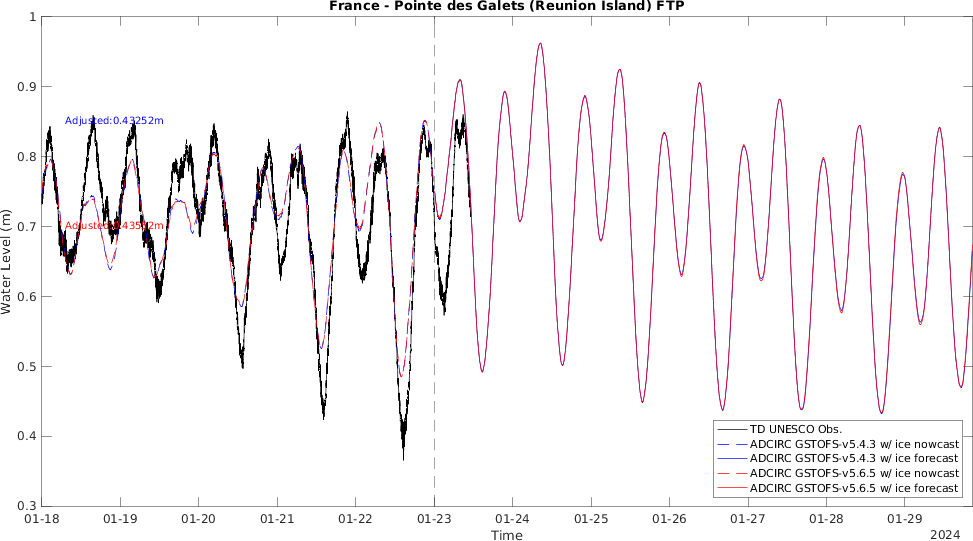 France - Pointe des Galets (Reunion Island) FTP
Water Level (m)
1
0.9
0.8
0.7
0.6
0.5
0.4
0.3
Adjusted:0.43252m
TD UNESCO Obs.
ADCIRC GSTOFS-v5.4.3 w/ ice nowcast
ADCIRC GSTOFS-v5.4.3 w/ ice forecast
ADCIRC GSTOFS-v5.6.5 w/ ice nowcast
ADCIRC GSTOFS-v5.6.5 w/ ice forecast
01-18 01-19 01-20 01-21 01-22 01-23 01-24 01-25 01-26 01-27 01-28 01-29
Time
2024